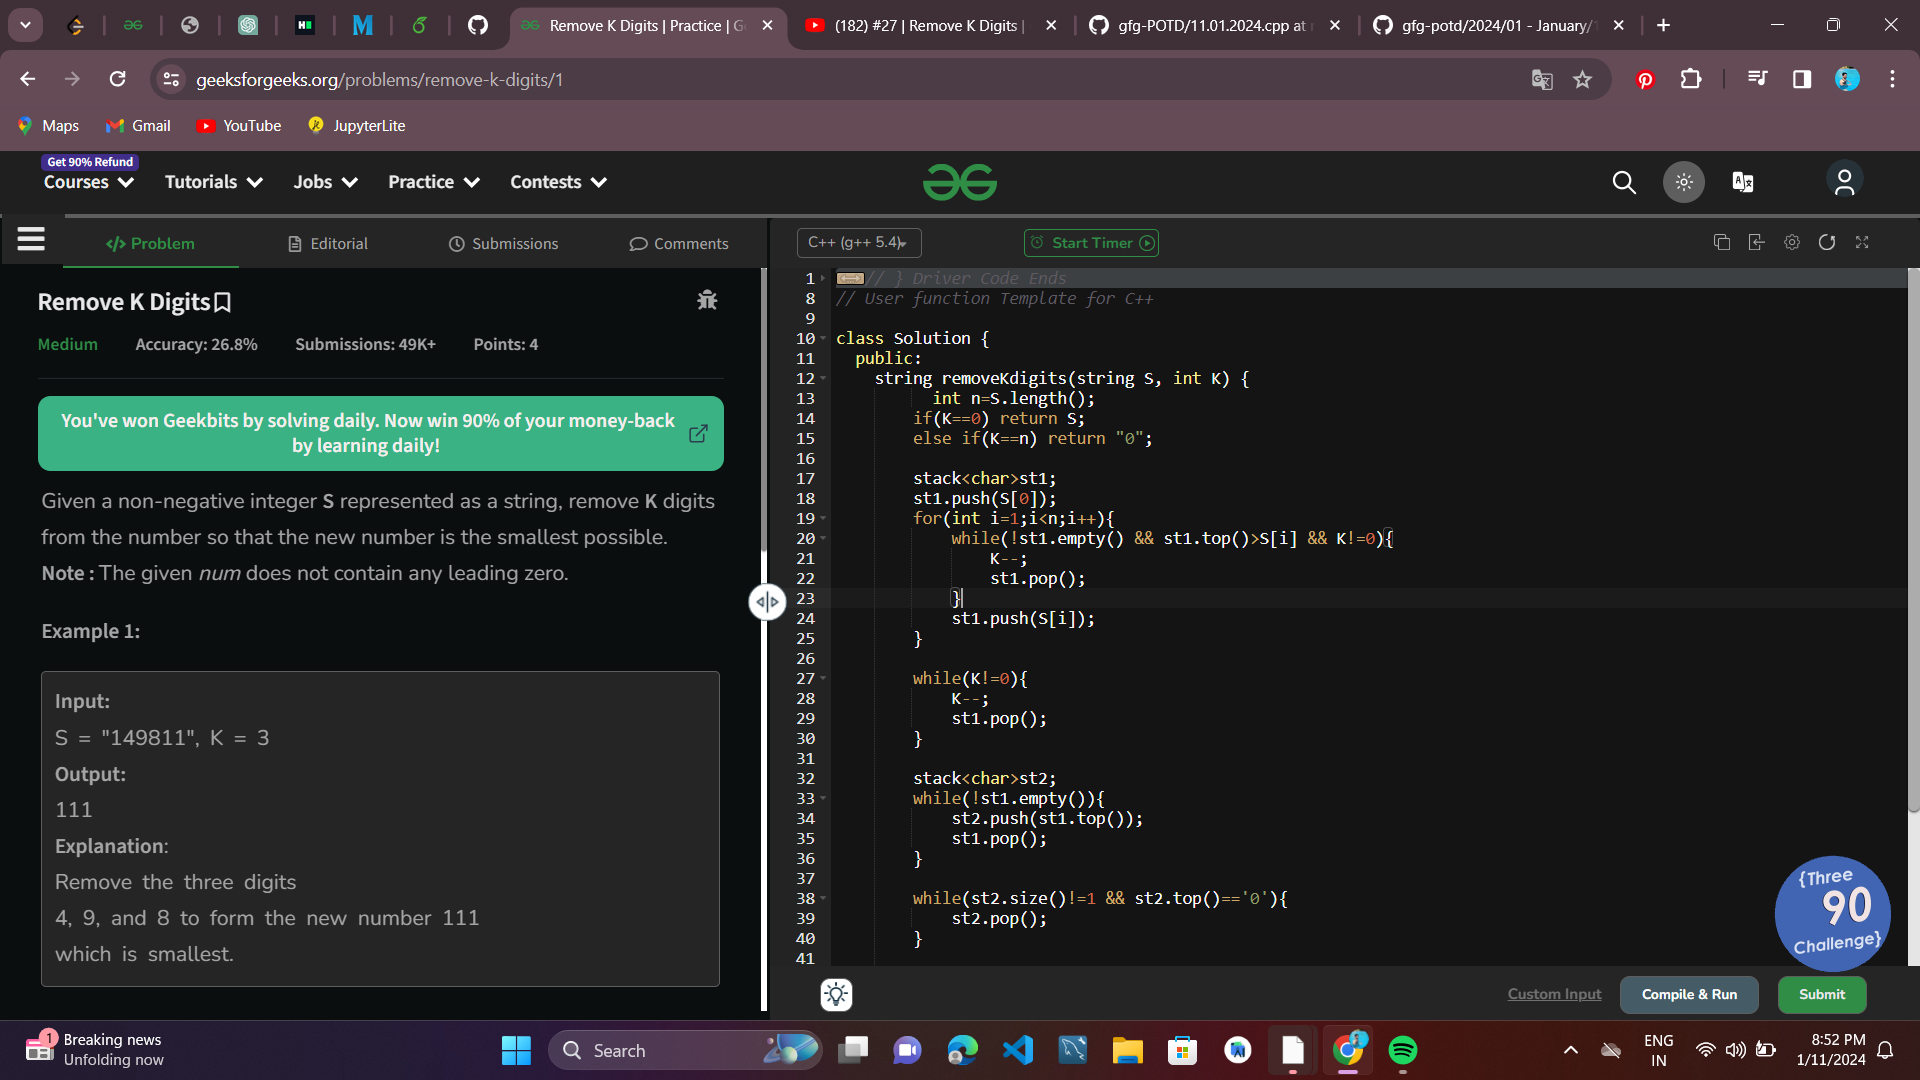 Remove K Digits | Practice | G
(182) #27 | Remove K Digits |
gfg-POTD/11.01.2024.cpp at
gfg-potd/2024/01 - January/
geeksforgeeks.org/problems/remove-k-digits/1
Maps
Gmail
YouTube
JupyterLite
Get 90% Refund
Courses
Tutorials
Jobs
Practice
Contests
Problem
Editorial
Submissions
Comments
C++ (g++ 5.4)
Start Timer
Remove K Digits
Medium
Accuracy: 26.8%
Submissions: 49K+
Points: 4
You've won Geekbits by solving daily. Now win 90% of your money-back
by learning daily!
Given a non-negative integer S represented as a string, remove K digits
from the number so that the new number is the smallest possible.
Note : The given num does not contain any leading zero.
Example 1:
Input:
S = "149811", K = 3
Output:
111
Explanation:
Remove the three digits
4, 9, and 8 to form the new number 111
which is smallest.
1 // } Driver Code Ends
8 // User function Template for C++
9
10 class Solution {
11 public:
12 string removeKdigits(string S, int K) {
13 int n=S.length();
14 if(K==0) return S;
15 else if(K==n) return "0";
16
17 stack<char>st1;
18 st1.push(S[0]);
19 for(int i=1;i<n;i++){
20 while(!st1.empty() && st1.top()>S[i] && K!=0){
21 K--;
22 st1.pop();
23 }
24 st1.push(S[i]);
25 }
26
27 while(K!=0){
28 K--;
29 st1.pop();
30 }
31
32 stack<char>st2;
33 while(!st1.empty()){
34 st2.push(st1.top());
35 st1.pop();
36 }
37
38 while(st2.size()!=1 && st2.top()=='0'){
39 st2.pop();
40 }
41
{Three
90
Challenge}
Custom Input
Compile & Run
Submit
1
Breaking news
Unfolding now
Search
ENG
IN
8:52 PM
1/11/2024